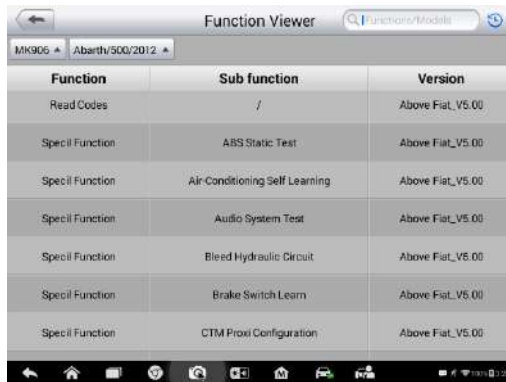 Function Viewer
Functions/Models
MK906 Abarth/500/2012
Function Sub function Version
Read Codes / Above Fiat_V5.00
Specil Function ABS Static Test Above Fiat_V5.00
Specil Function Air-Conditioning Self Learning Above Fiat_V5.00
Specil Function Audio System Test Above Fiat_V5.00
Specil Function Bleed Hydraulic Circuit Above Fiat_V5.00
Specil Function Brake Switch Learn Above Fiat_V5.00
Specil Function CTM Proxi Configuration Above Fiat_V5.00